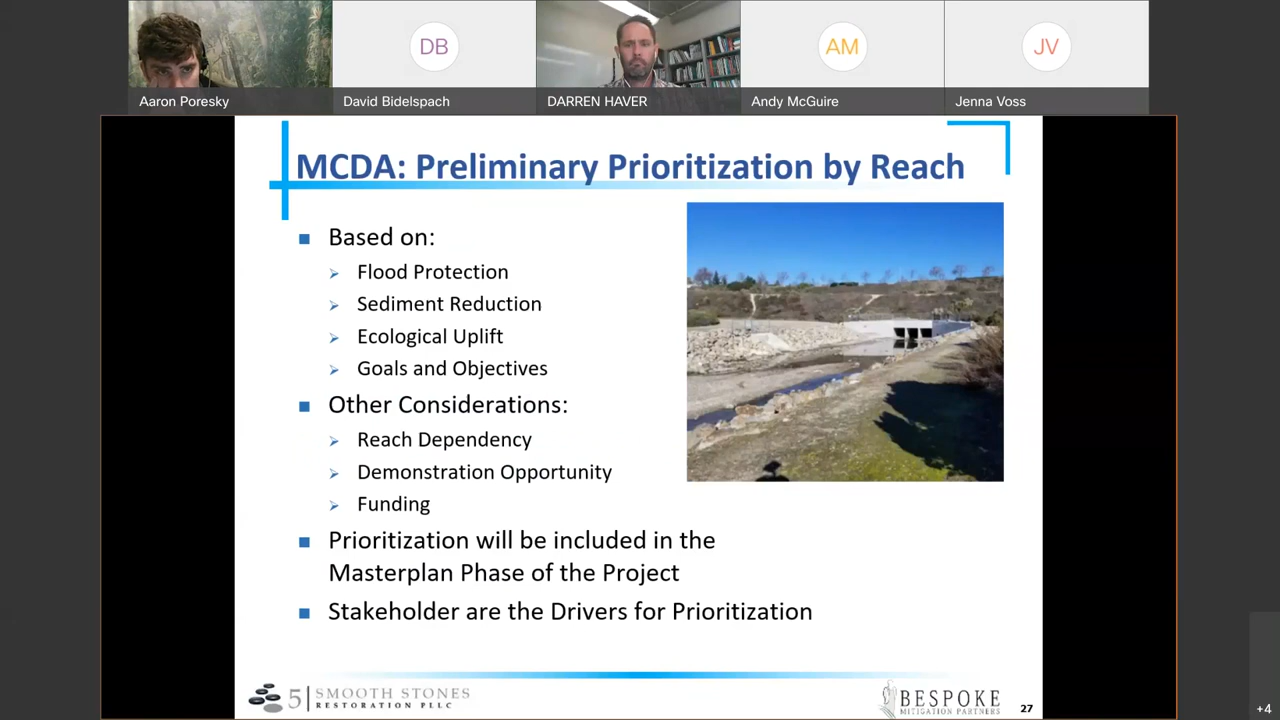 DB
AM
JV
Aaron Poresky
David Bidelspach
DARREN HAVER
Andy McGuire
Jenna Voss
MCDA: Preliminary Prioritization by Reach
Based on:
Flood Protection
Sediment Reduction
Ecological Uplift
Goals and Objectives
Other Considerations:
Reach Dependency
Demonstration Opportunity
Funding
Prioritization will be included in the
Masterplan Phase of the Project
Stakeholder are the Drivers for Prioritization
5 SMOOTH STONES
RESTORATION PLLC
BESPOKE
MITIGATION PARTNERS
27
+4